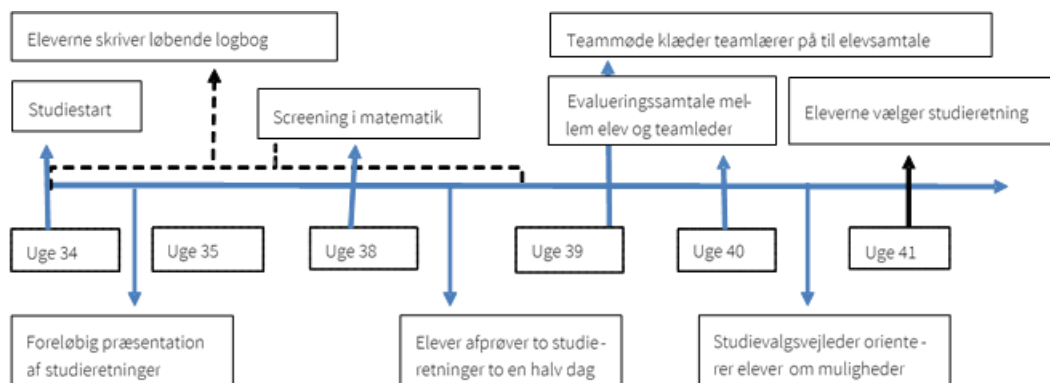 Eleverne skriver løbende logbog
Teammøde klæder teamlærer på til elevsamtale
Studiestart
Screening i matematik
Evalueringssamtale mel-
lem elev og teamleder
Eleverne vælger studieretning
Uge 34
Uge 35
Uge 38
Uge 39
Uge 40
Uge 41
Foreløbig præsentation
af studieretninger
Elever afprøver to studie-
retninger to en halv dag
Studievalgsvejleder oriente-
rer elever om muligheder